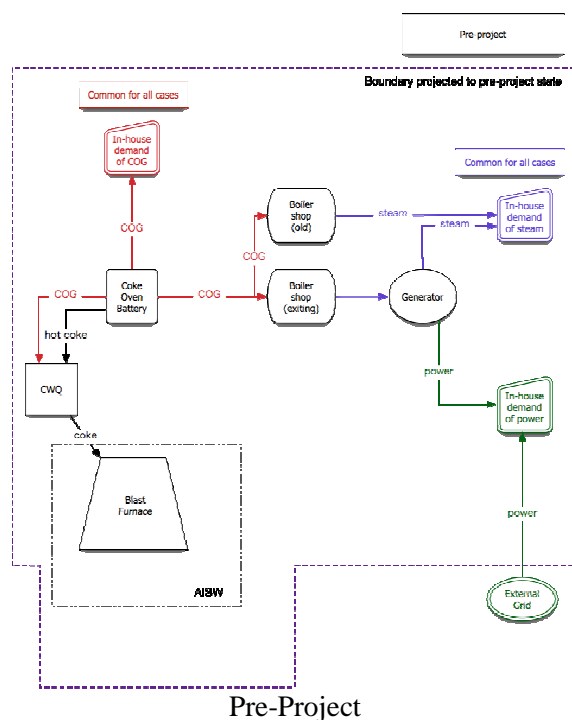 Pre-project
Boundary projected to pre-project state
Common for all cases
In-house
demand
of COG
Common for all cases
COG
Boiler
shop
(old)
steam
steam
In-house
demand
of steam
COG
COG
Coke
Oven
Battery
COG
Boiler
shop
(exiting)
Generator
hot coke
CWQ
power
In-house
demand
of power
coke
Blast
Furnace
power
AISW
External
Grid
Pre-Project